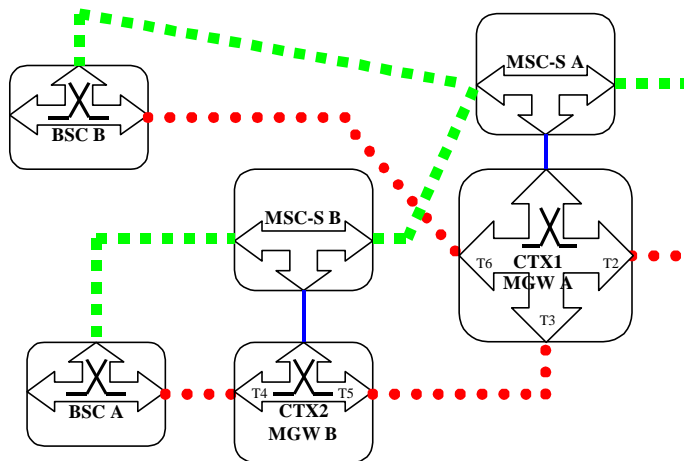 MSC-S A
BSC B
MSC-S B
CTX1
T6
T2
MGW A
T3
T4
T5
BSC A
CTX2
MGW B